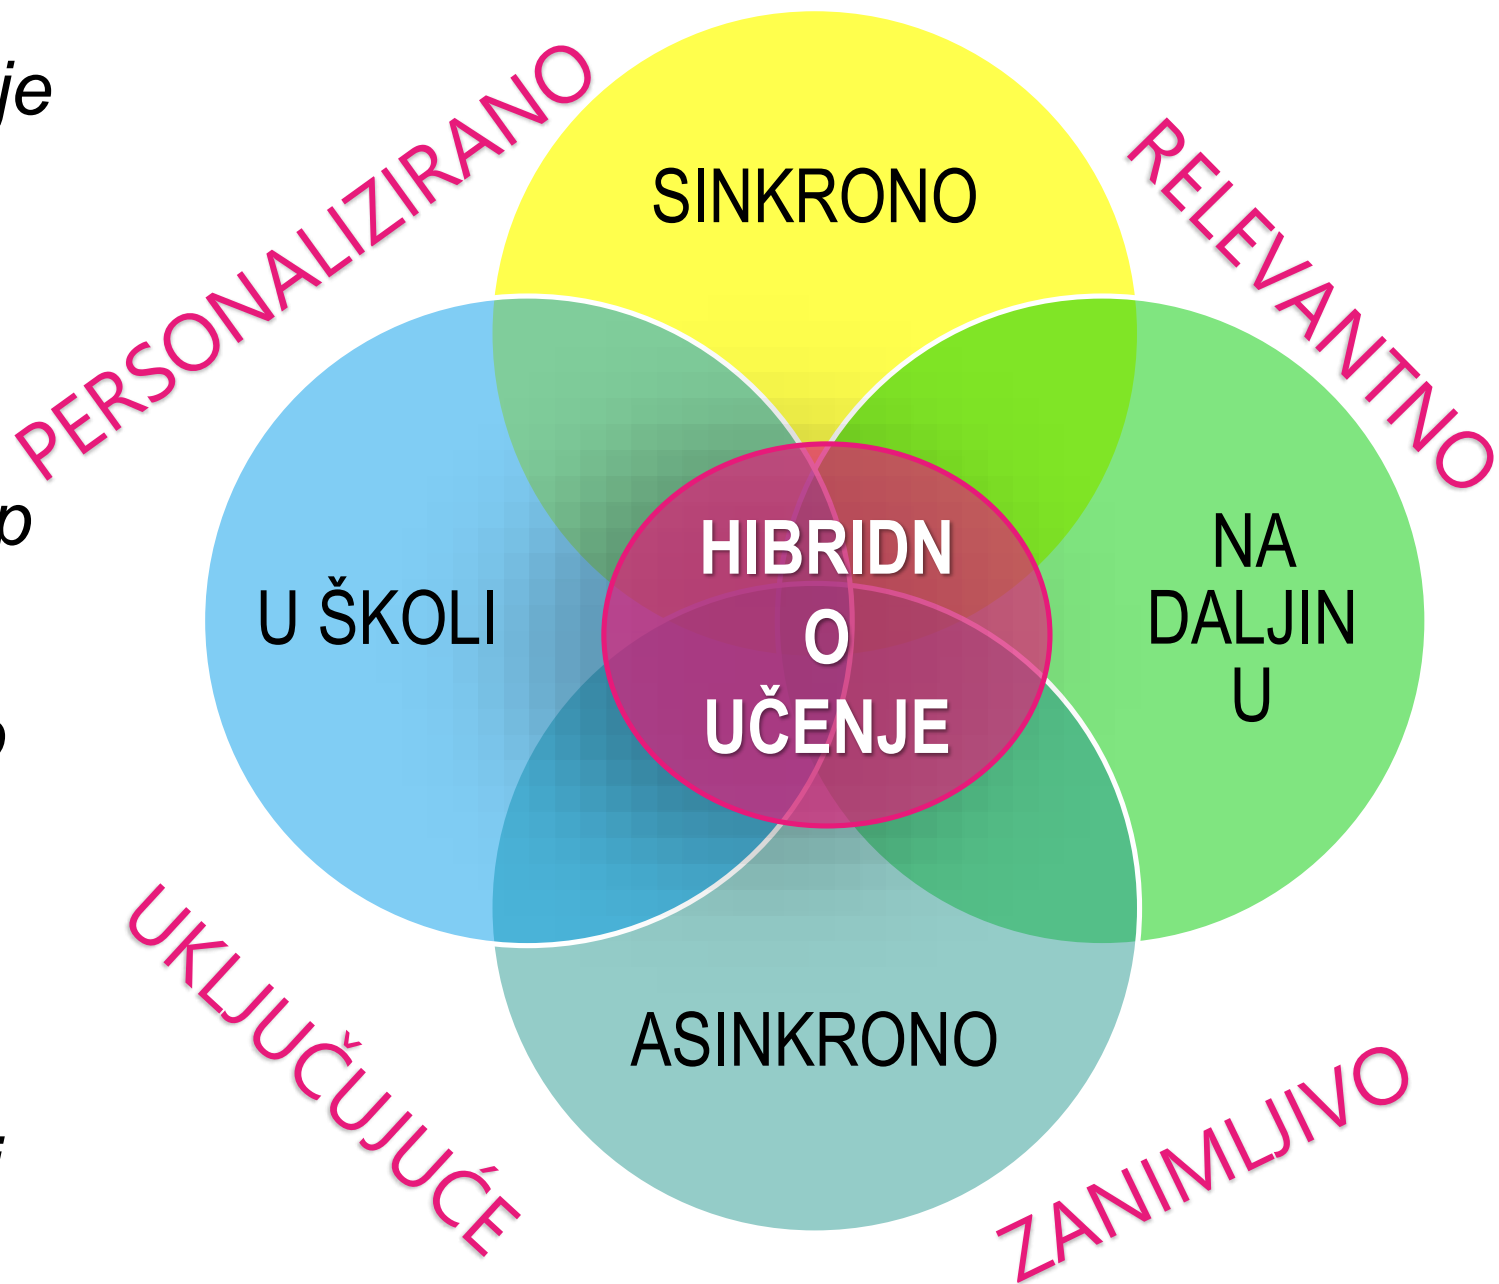 je
p
PERSONALIZIRANO
RELEVANTNO
SINKRONO
U ŠKOLI
HIBRIDN
O
UČENJE
NA
DALJIN
U
ASINKRONO
UKLJUČUJUĆE
ZANIMLJIVO